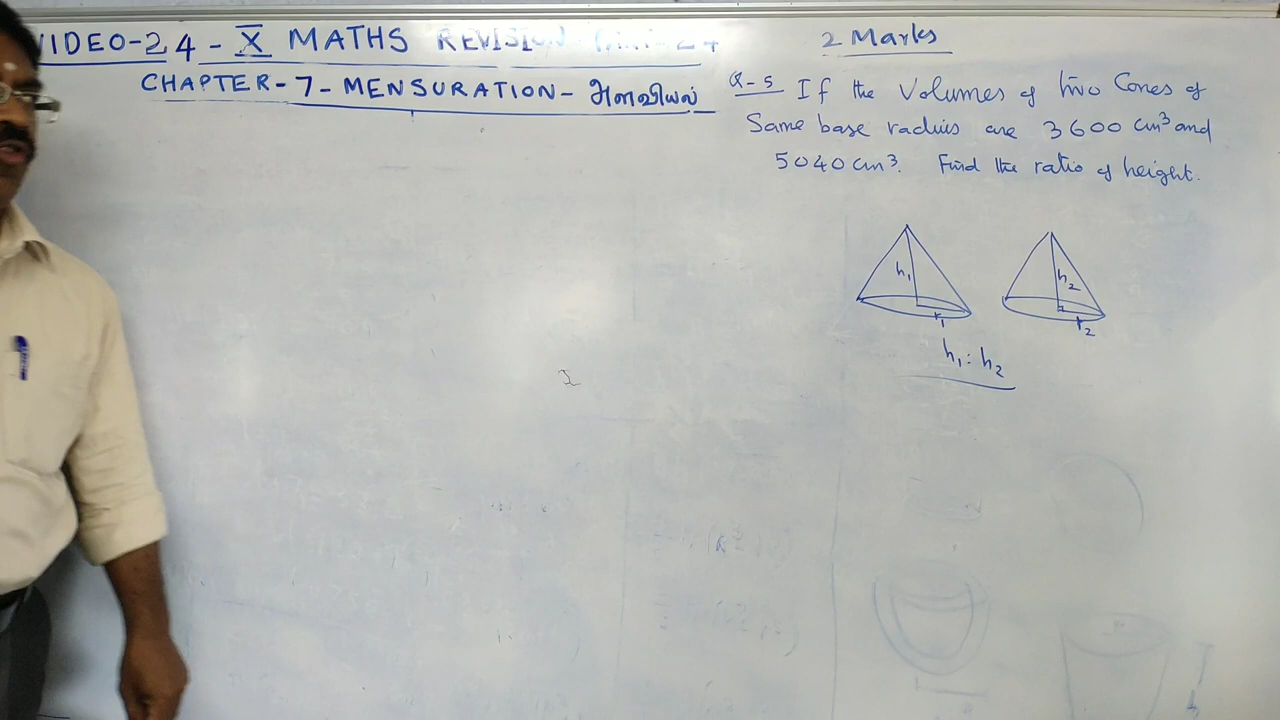 VIDEO-24 - X MATHS REVISION
CHAPTER-7-MENSURATION- அளவியல்
2 Marks
Q-5 If the Volumes of two Cones of
Same base radius are 3600 cm³ and
5040 cm³. Find the ratio of height.
h₁ h₂
r₁ r₂
h₁ : h₂